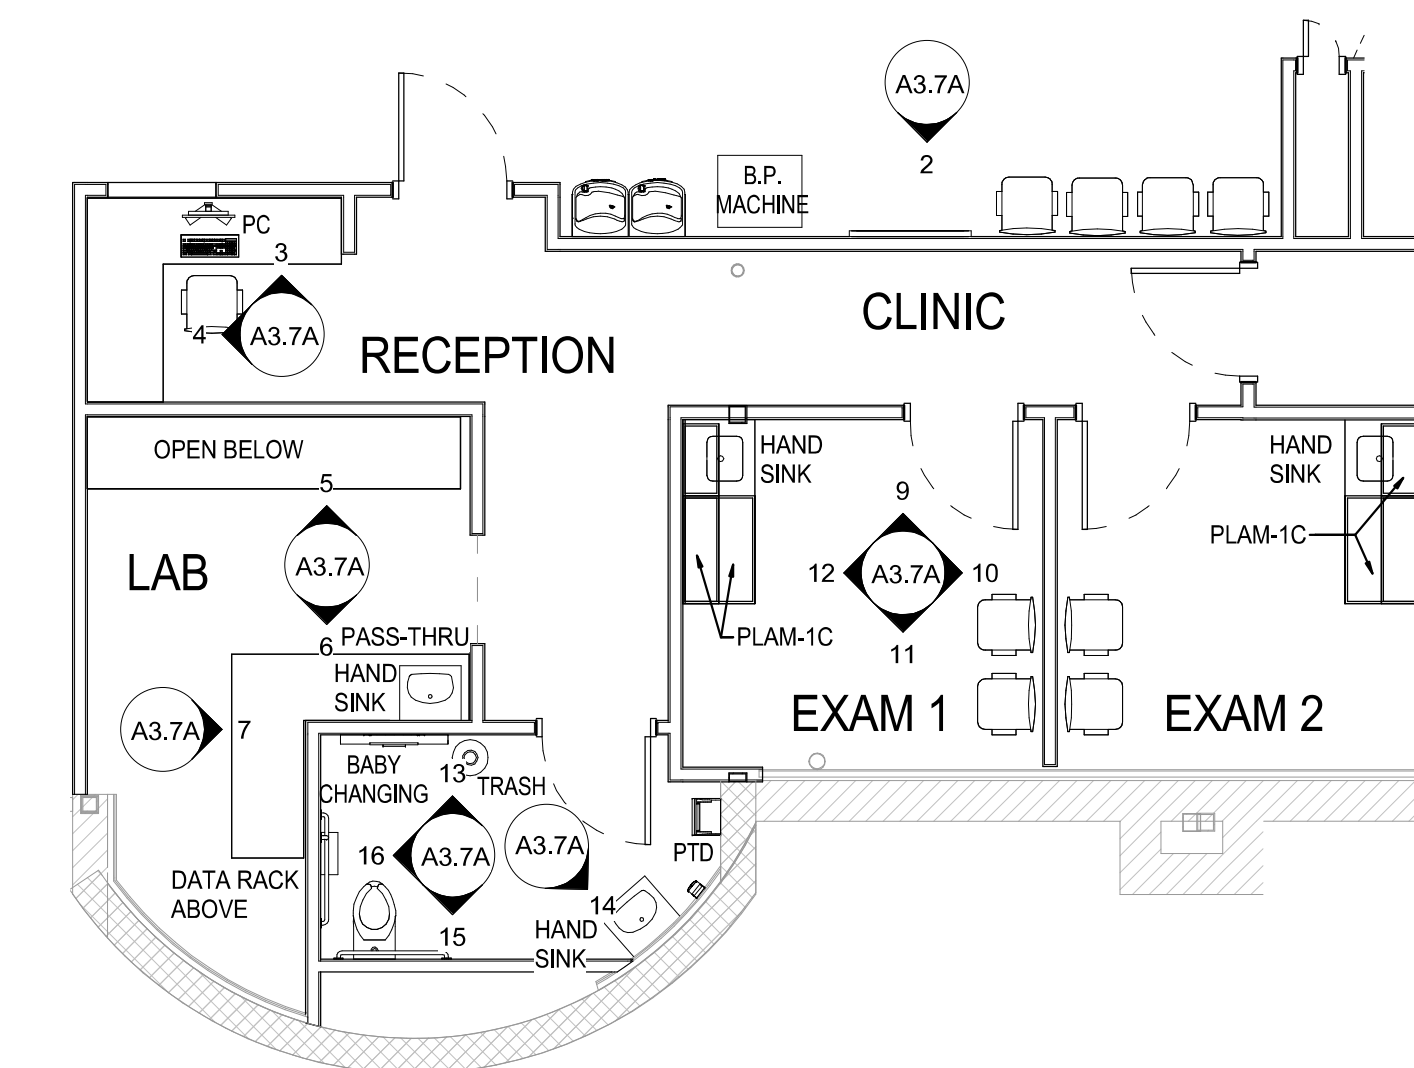 A3.7A
2
B.P.
MACHINE
PC
3
4
A3.7A
RECEPTION
CLINIC
OPEN BELOW
5
A3.7A
6
LAB
PASS-THRU
HAND
SINK
A3.7A
7
HAND
SINK
9
12
A3.7A
10
11
PLAM-1C
EXAM 1
HAND
SINK
PLAM-1C
EXAM 2
BABY
CHANGING
13
TRASH
16
A3.7A
15
A3.7A
14
PTD
HAND
SINK
DATA RACK
ABOVE